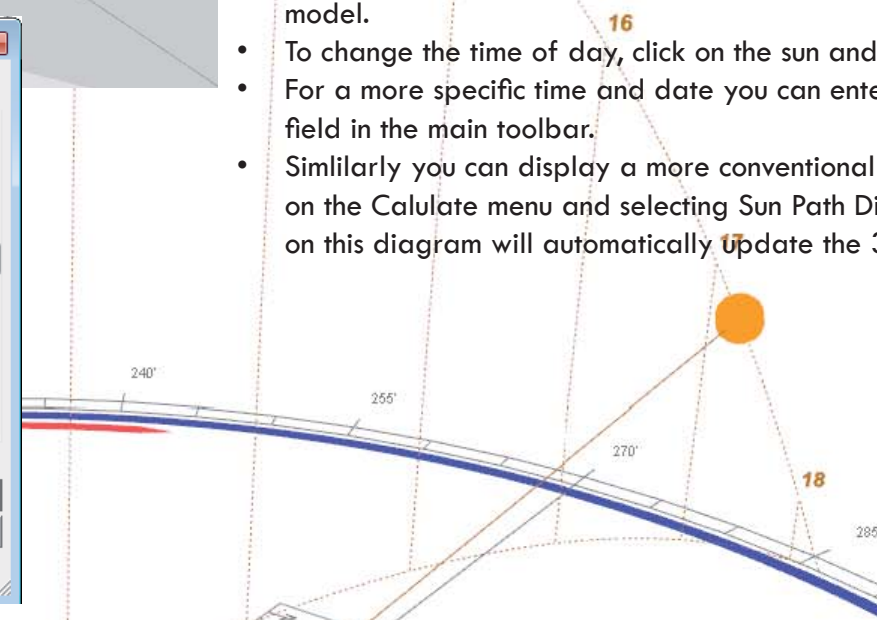 model.
16
• To change the time of day, click on the sun and
• For a more specific time and date you can ente
field in the main toolbar.
• Simlilarly you can display a more conventional
on the Calulate menu and selecting Sun Path Di
on this diagram will automatically update the 3
17
240°
255°
270°
18
285